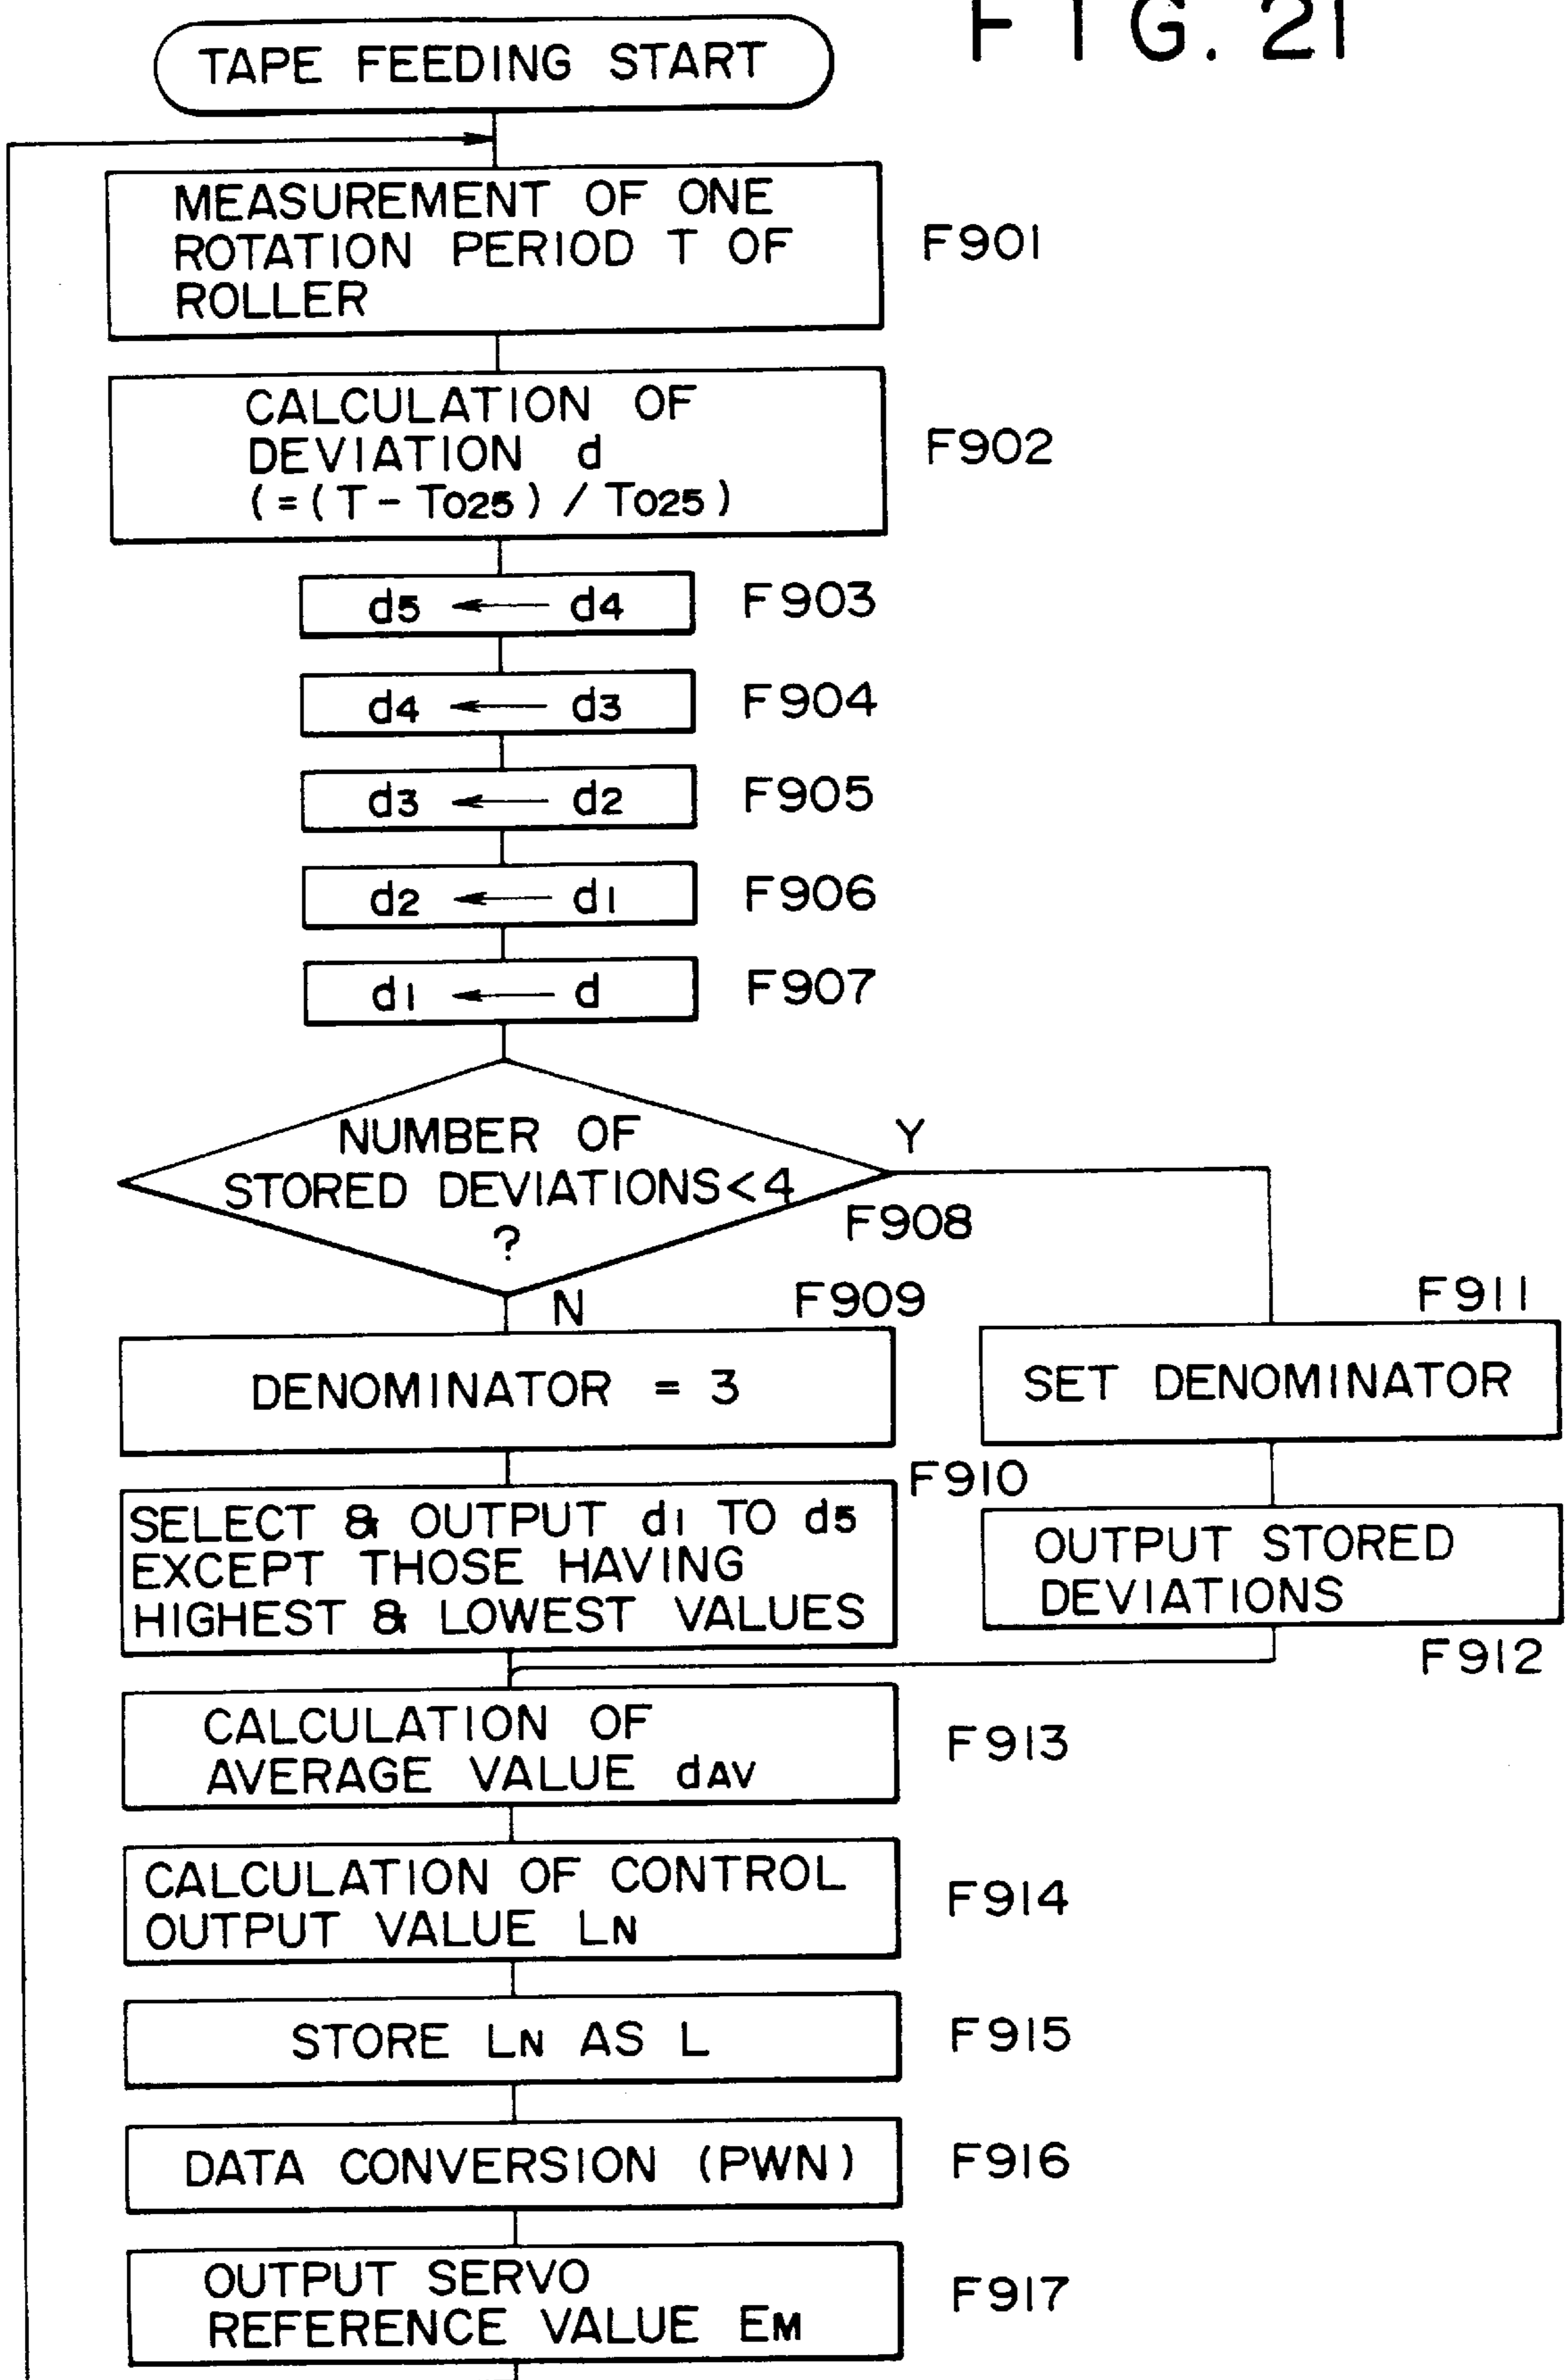 FIG. 21
TAPE FEEDING START
MEASUREMENT OF ONE
ROTATION PERIOD T OF
ROLLER
F901
CALCULATION OF
DEVIATION d
(=(T-T025) / T025)
F902
d5 ← d4
F903
d4 ← d3
F904
d3 ← d2
F905
d2 ← d1
F906
d1 ← d
F907
NUMBER OF
STORED DEVIATIONS<4
?
Y
F908
N
F909
DENOMINATOR = 3
F911
SET DENOMINATOR
F910
SELECT & OUTPUT d1 TO d5
EXCEPT THOSE HAVING
HIGHEST & LOWEST VALUES
OUTPUT STORED
DEVIATIONS
F912
CALCULATION OF
AVERAGE VALUE dAV
F913
CALCULATION OF CONTROL
OUTPUT VALUE LN
F914
STORE LN AS L
F915
DATA CONVERSION (PWN)
F916
OUTPUT SERVO
REFERENCE VALUE EM
F917